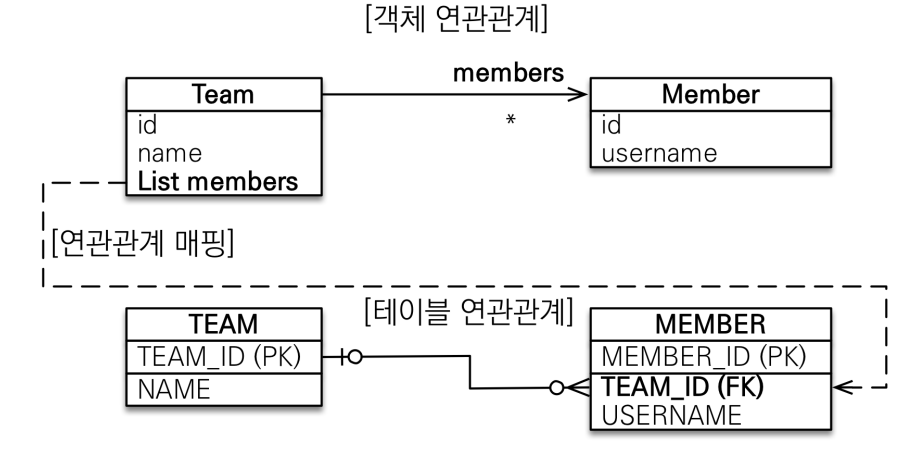 [객체 연관관계]
members
Team
Member
*
id
name
List members
id
username
[연관관계 매핑]
[테이블 연관관계]
TEAM
TEAM_ID (PK)
NAME
MEMBER
MEMBER_ID (PK)
TEAM_ID (FK)
USERNAME